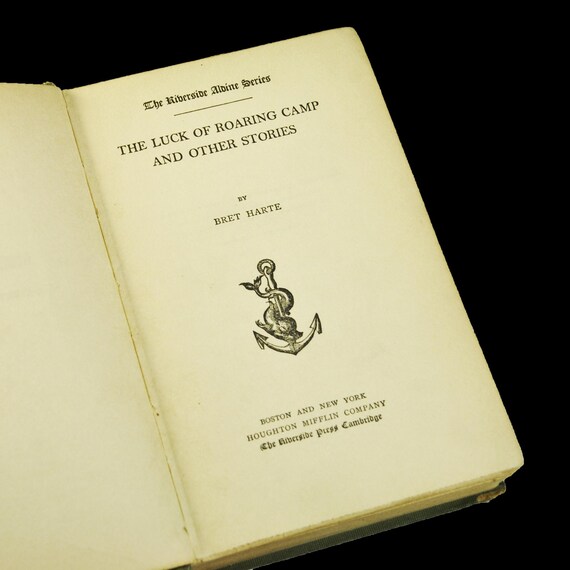 The Riverside Aldine Series
THE LUCK OF ROARING CAMP
AND OTHER STORIES
BY
BRET HARTE
BOSTON AND NEW YORK
HOUGHTON MIFFLIN COMPANY
The Riverside Press Cambridge